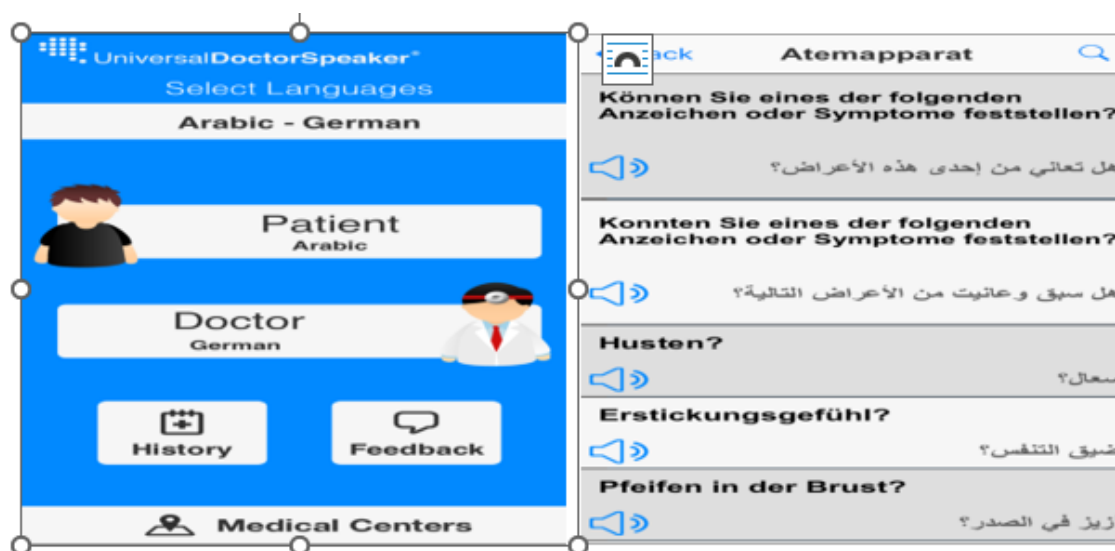 UniversalDoctorSpeaker®
Select Languages
Arabic - German
Patient
Arabic
Doctor
German
History
Feedback
Medical Centers
ack
Atemapparat
Können Sie eines der folgenden
Anzeichen oder Symptome feststellen?
هل تعاني من إحدى هذه الأعراض؟
Konnten Sie eines der folgenden
Anzeichen oder Symptome feststellen?
هل سبق وعانيت من الأعراض التالية؟
Husten?
سعال؟
Erstickungsgefühl?
ضيق التنفس؟
Pfeifen in der Brust?
أزيز في الصدر؟